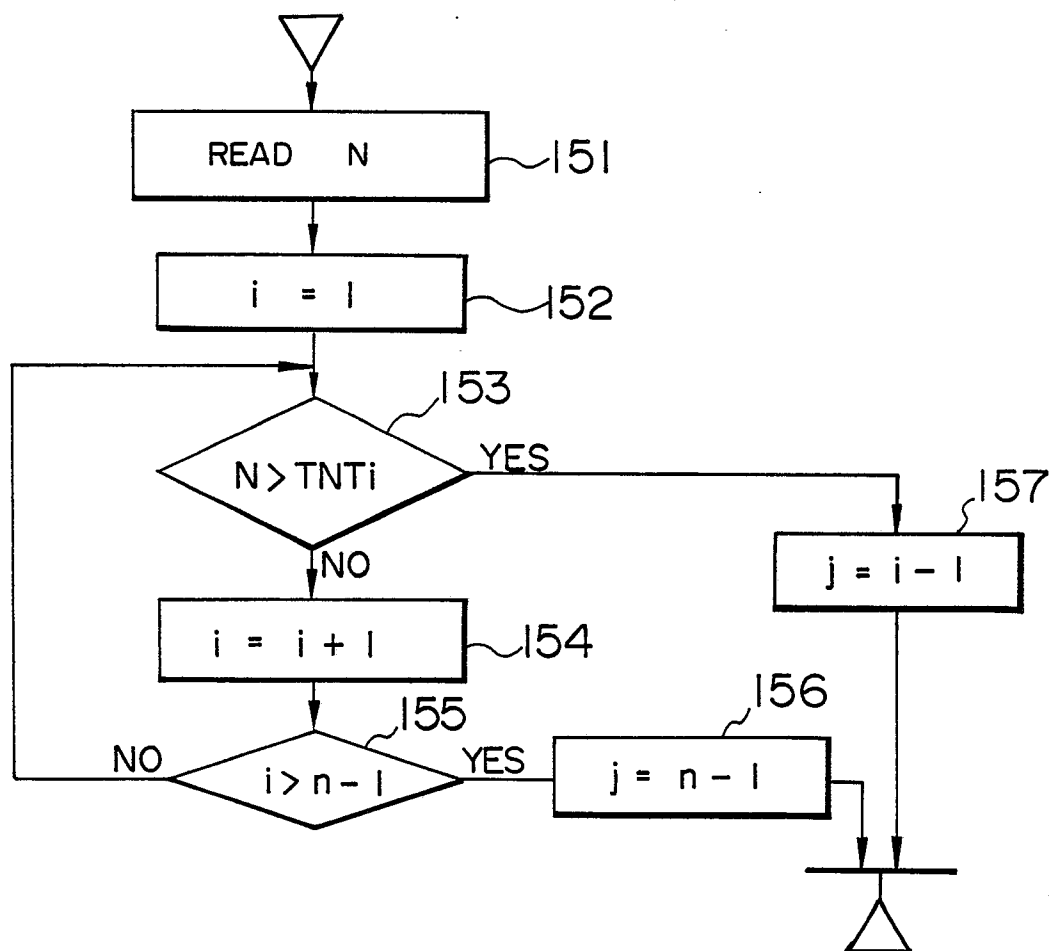 READ N
151
i = 1
152
153
N > TNTi
YES
157
j = i - 1
NO
i = i + 1
154
155
156
NO
i > n - 1
YES
j = n - 1